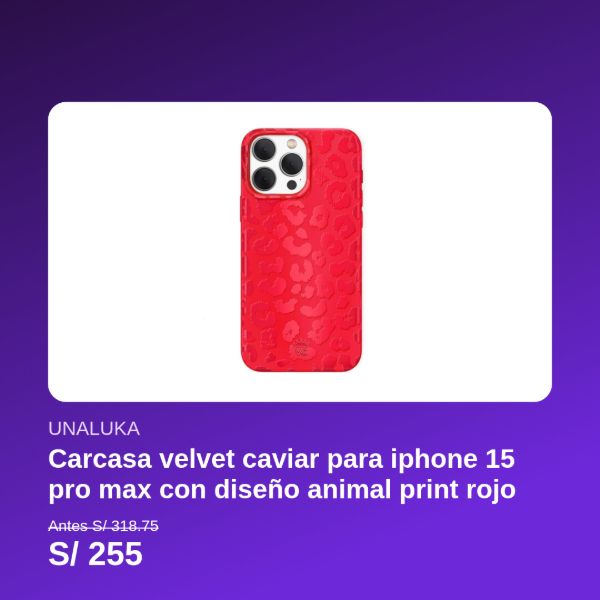 UNALUKA
Carcasa velvet caviar para iphone 15
pro max con diseño animal print rojo
Antes S/ 318.75
S/ 255